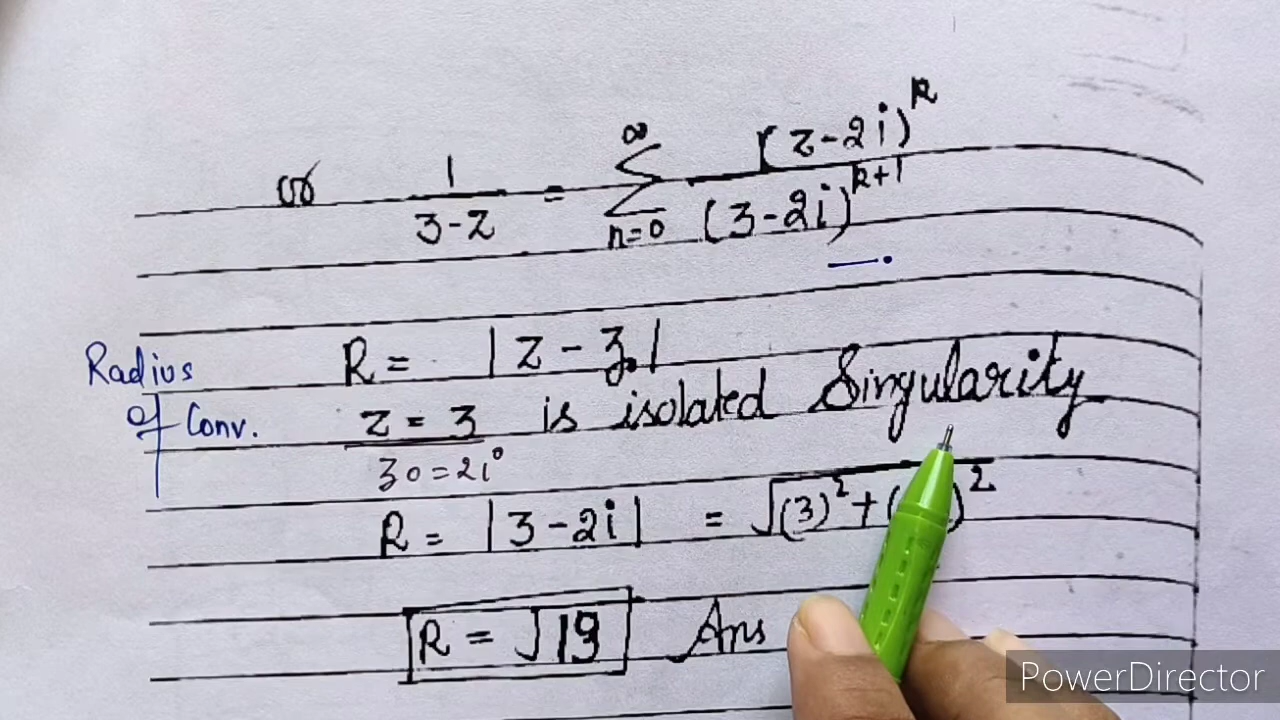 or 1/(3-z) = ∑_{n=0}^{∞} (z-2i)^k / (3-2i)^{k+1}
Radius of Conv.
R = |z - z₀|
z = 3 is isolated Singularity
z₀ = 2i
R = |3-2i| = √(3)² + ( )²
R = √19 Ans
PowerDirector